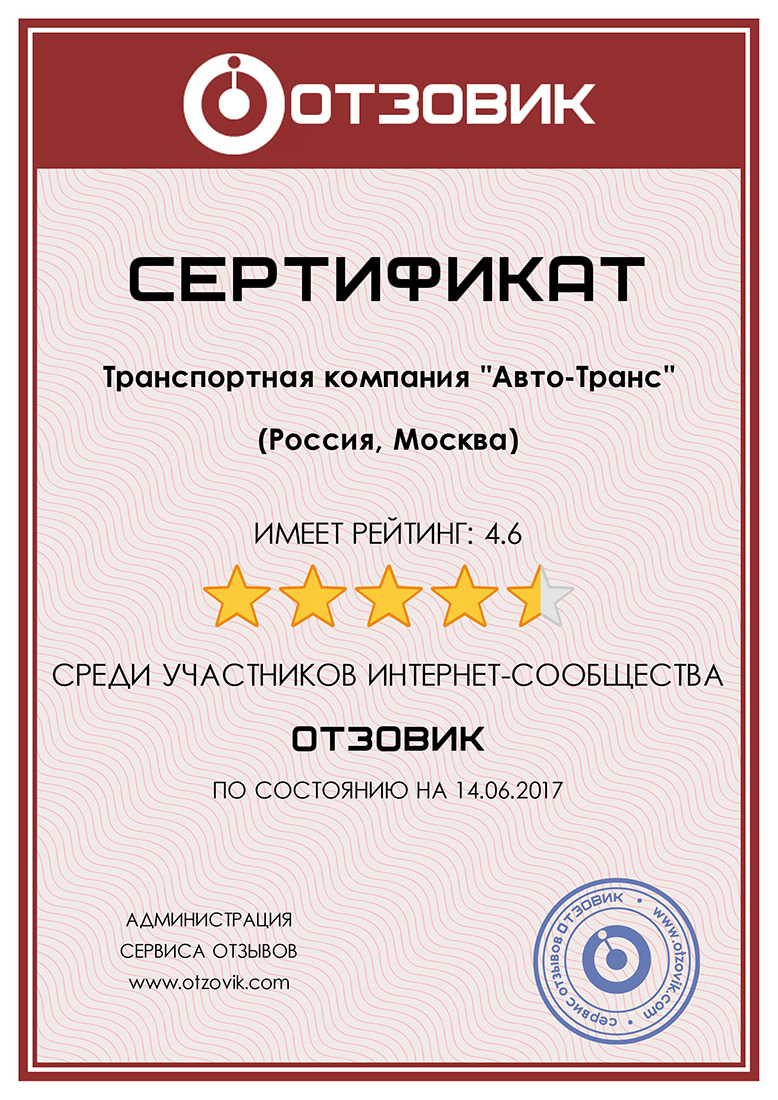 ОТЗОВИК
СЕРТИФИКАТ
Транспортная компания "Авто-Транс"
(Россия, Москва)
ИМЕЕТ РЕЙТИНГ: 4.6
СРЕДИ УЧАСТНИКОВ ИНТЕРНЕТ-СООБЩЕСТВА
ОТЗОВИК
ПО СОСТОЯНИЮ НА 14.06.2017
АДМИНИСТРАЦИЯ
СЕРВИСА ОТЗЫВОВ
www.otzovik.com
сервис отзывов ОТЗОВИК • www.otzovik.com •